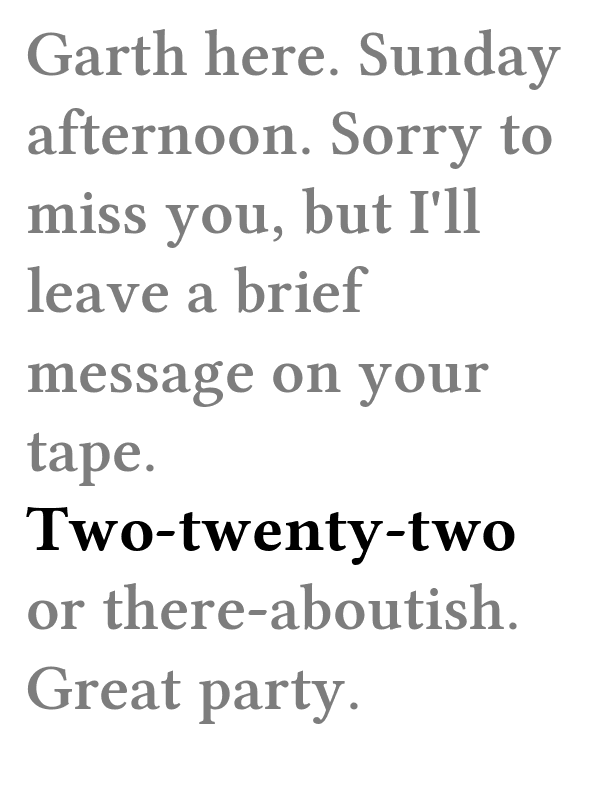 Garth here. Sunday
afternoon. Sorry to
miss you, but I'll
leave a brief
message on your
tape.
Two-twenty-two
or there-aboutish.
Great party.